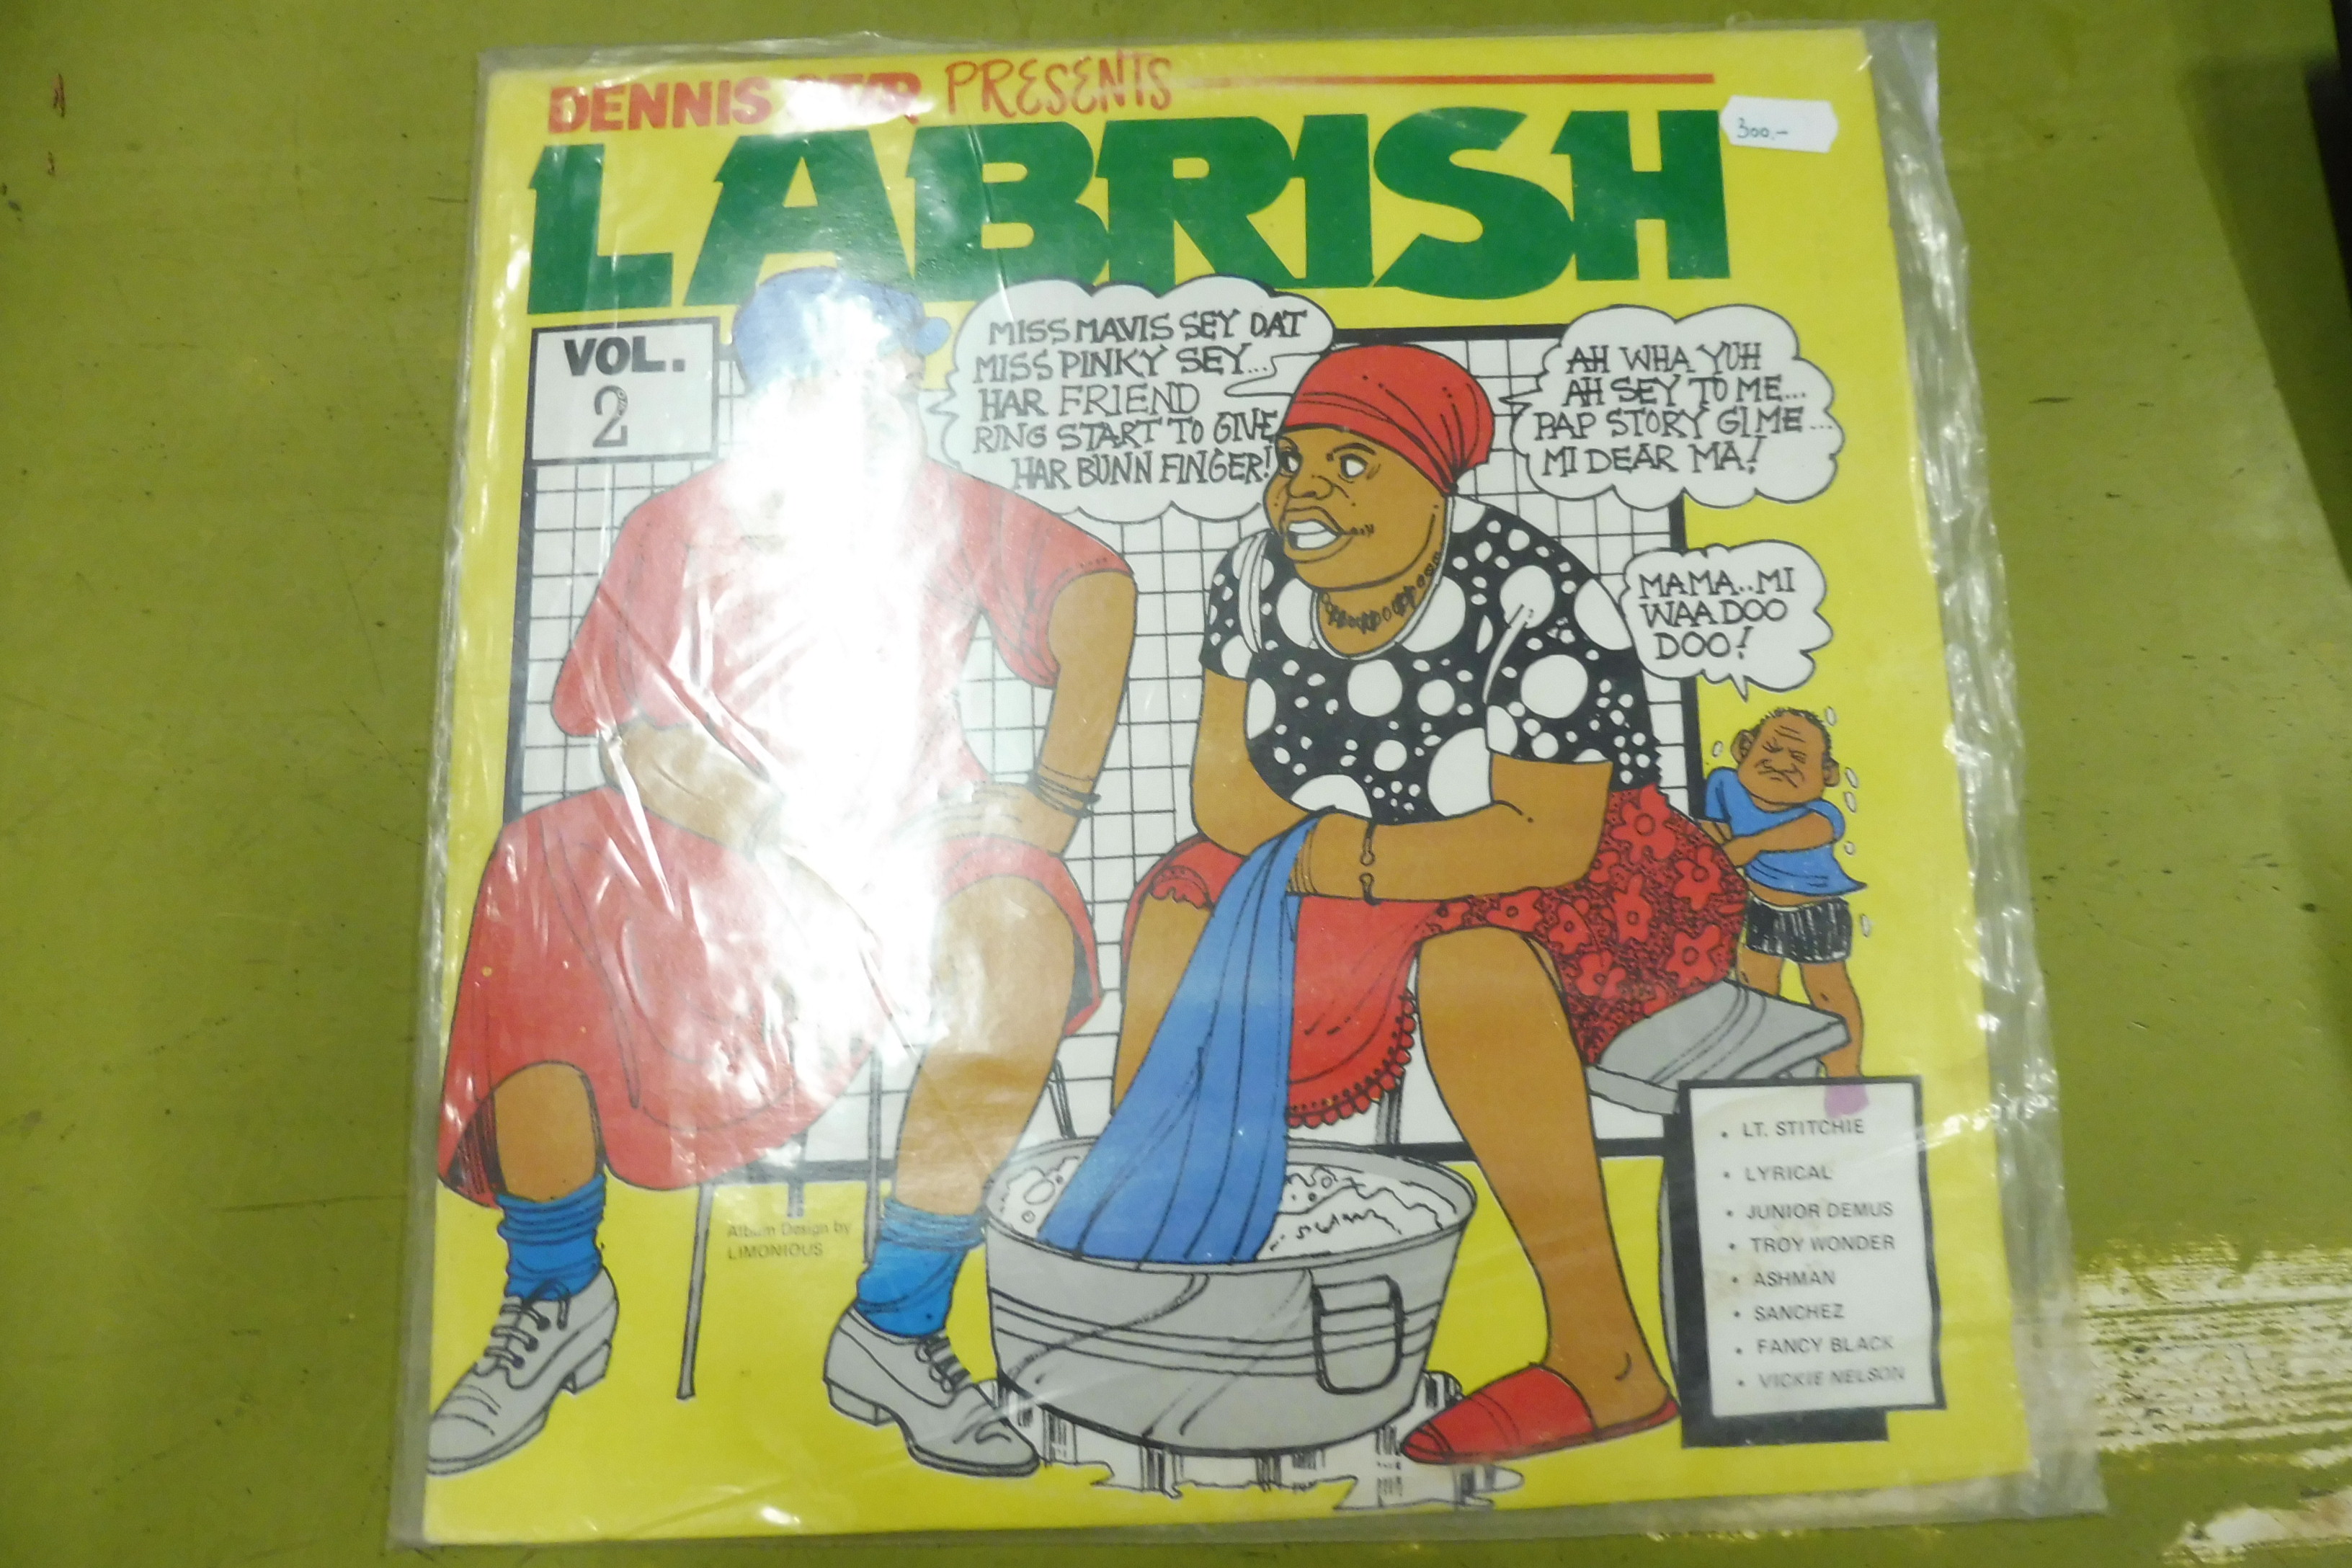 DENNIS STAR PRESENTS
LABRISH
300.-
VOL.
2
MISS MAVIS SEY DAT
MISS PINKY SEY...
HAR FRIEND
RING START TO GIVE
HAR BUNN FINGER!
AH WHA YUH
AH SEY TO ME...
PAP STORY GI ME...
MI DEAR MA!
MAMA..MI
WAA DOO
DOO!
Album Design by
LIMONIOUS
• LT. STITCHIE
• LYRICAL
• JUNIOR DEMUS
• TROY WONDER
• ASHMAN
• SANCHEZ
• FANCY BLACK
• VICKIE NELSON